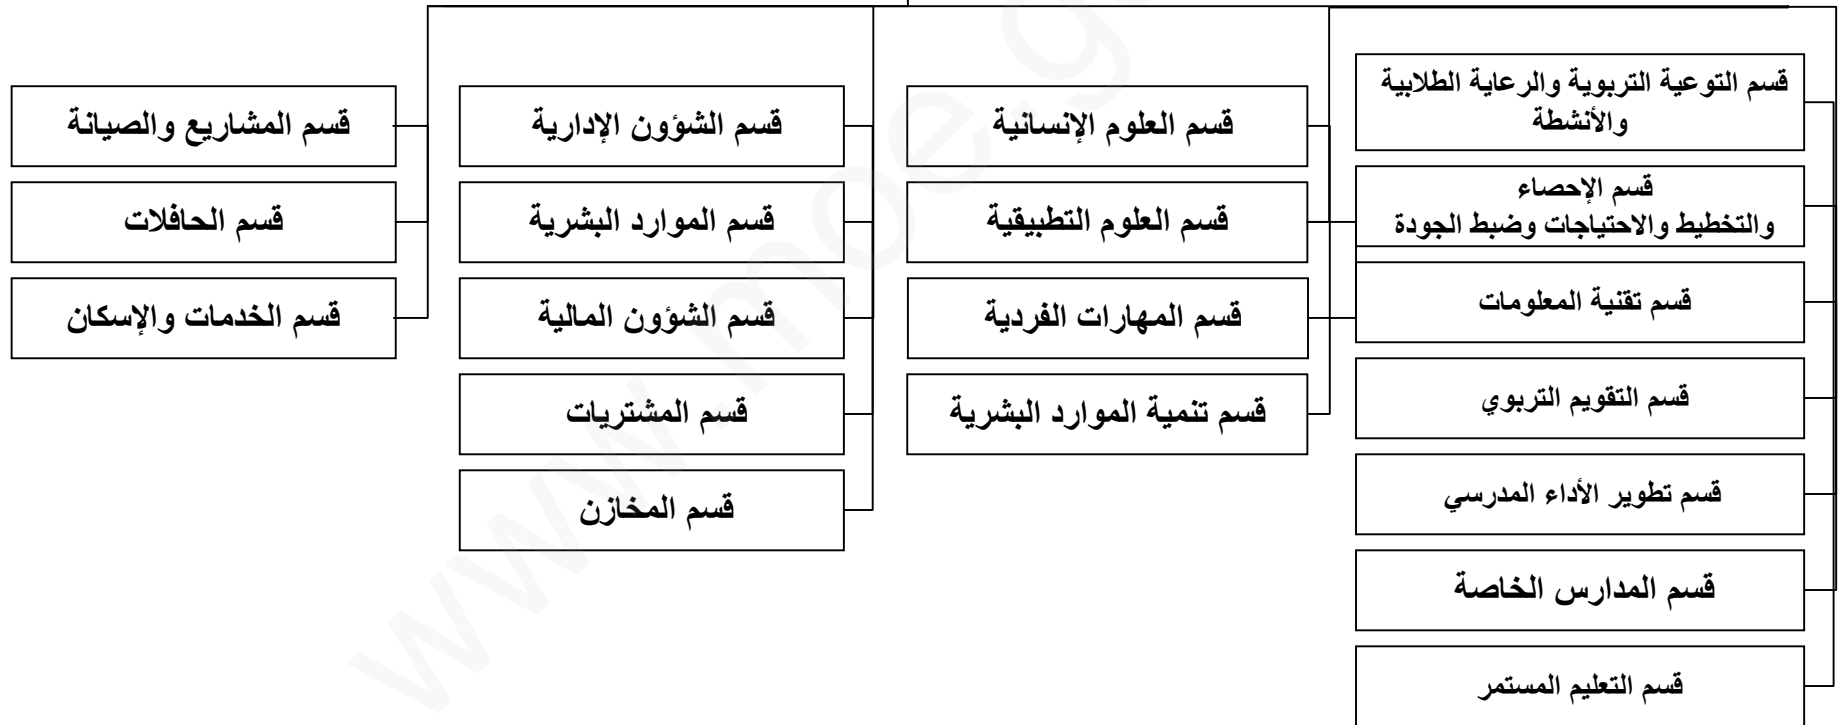 قسم التوعية التربوية والرعاية الطلابية
والأنشطة
قسم الإحصاء
والتخطيط والاحتياجات وضبط الجودة
قسم تقنية المعلومات
قسم التقويم التربوي
قسم تطوير الأداء المدرسي
قسم المدارس الخاصة
قسم التعليم المستمر
قسم العلوم الإنسانية
قسم العلوم التطبيقية
قسم المهارات الفردية
قسم تنمية الموارد البشرية
قسم الشؤون الإدارية
قسم الموارد البشرية
قسم الشؤون المالية
قسم المشتريات
قسم المخازن
قسم المشاريع والصيانة
قسم الحافلات
قسم الخدمات والإسكان
www.moe.g